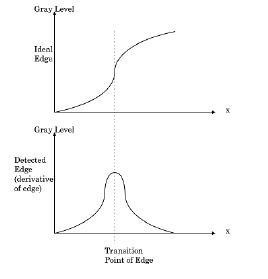 Gray Level
Ideal
Edge
x
Gray Level
Detected
Edge
(derivative
of edge)
x
Transition
Point of Edge